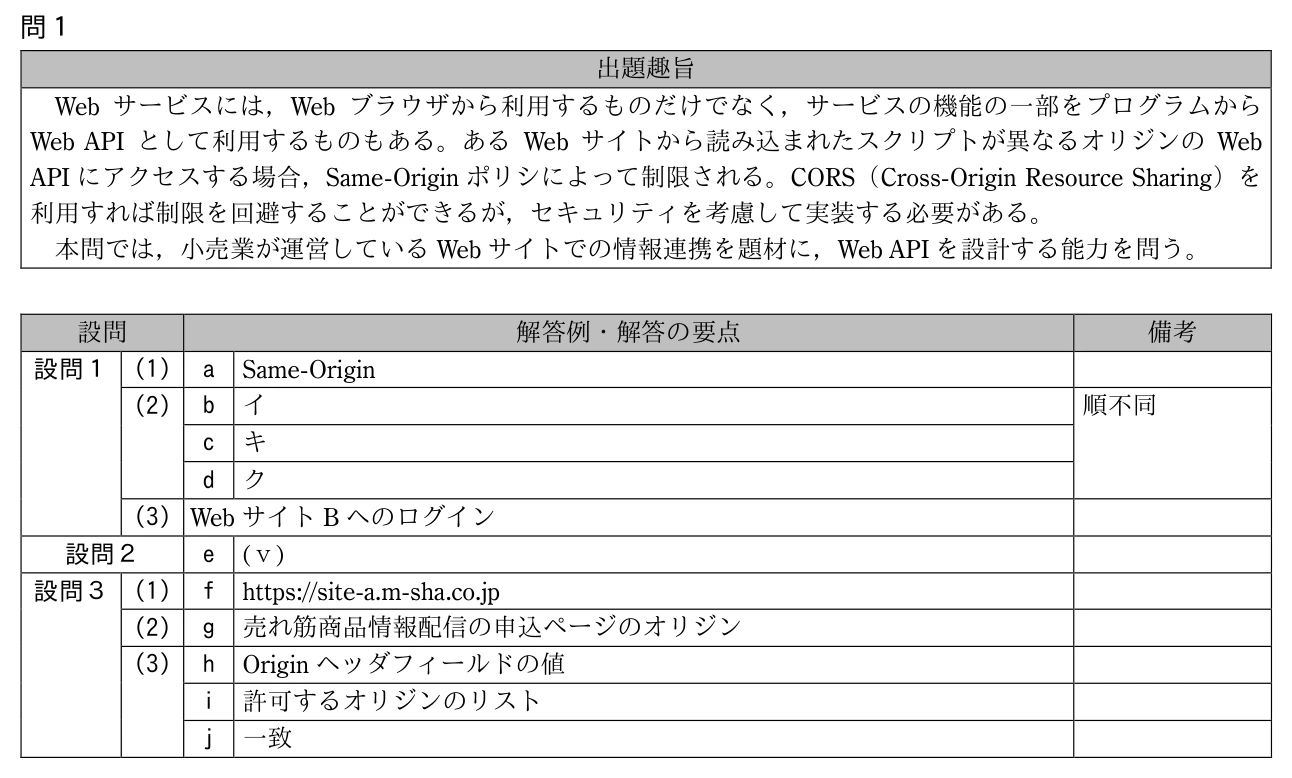 問1
出題趣旨
Web サービスには，Web ブラウザから利用するものだけでなく，サービスの機能の一部をプログラムから
Web API として利用するものもある。ある Web サイトから読み込まれたスクリプトが異なるオリジンの Web
API にアクセスする場合，Same-Origin ポリシによって制限される。CORS（Cross-Origin Resource Sharing）を
利用すれば制限を回避することができるが，セキュリティを考慮して実装する必要がある。
本問では，小売業が運営している Web サイトでの情報連携を題材に，Web API を設計する能力を問う。
設問 解答例・解答の要点 備考
設問1 (1) a Same-Origin
(2) b イ 順不同
c キ
d ク
(3) Web サイト B へのログイン
設問2 e (ⅴ)
設問3 (1) f https://site-a.m-sha.co.jp
(2) g 売れ筋商品情報配信の申込ページのオリジン
(3) h Origin ヘッダフィールドの値
i 許可するオリジンのリスト
j 一致